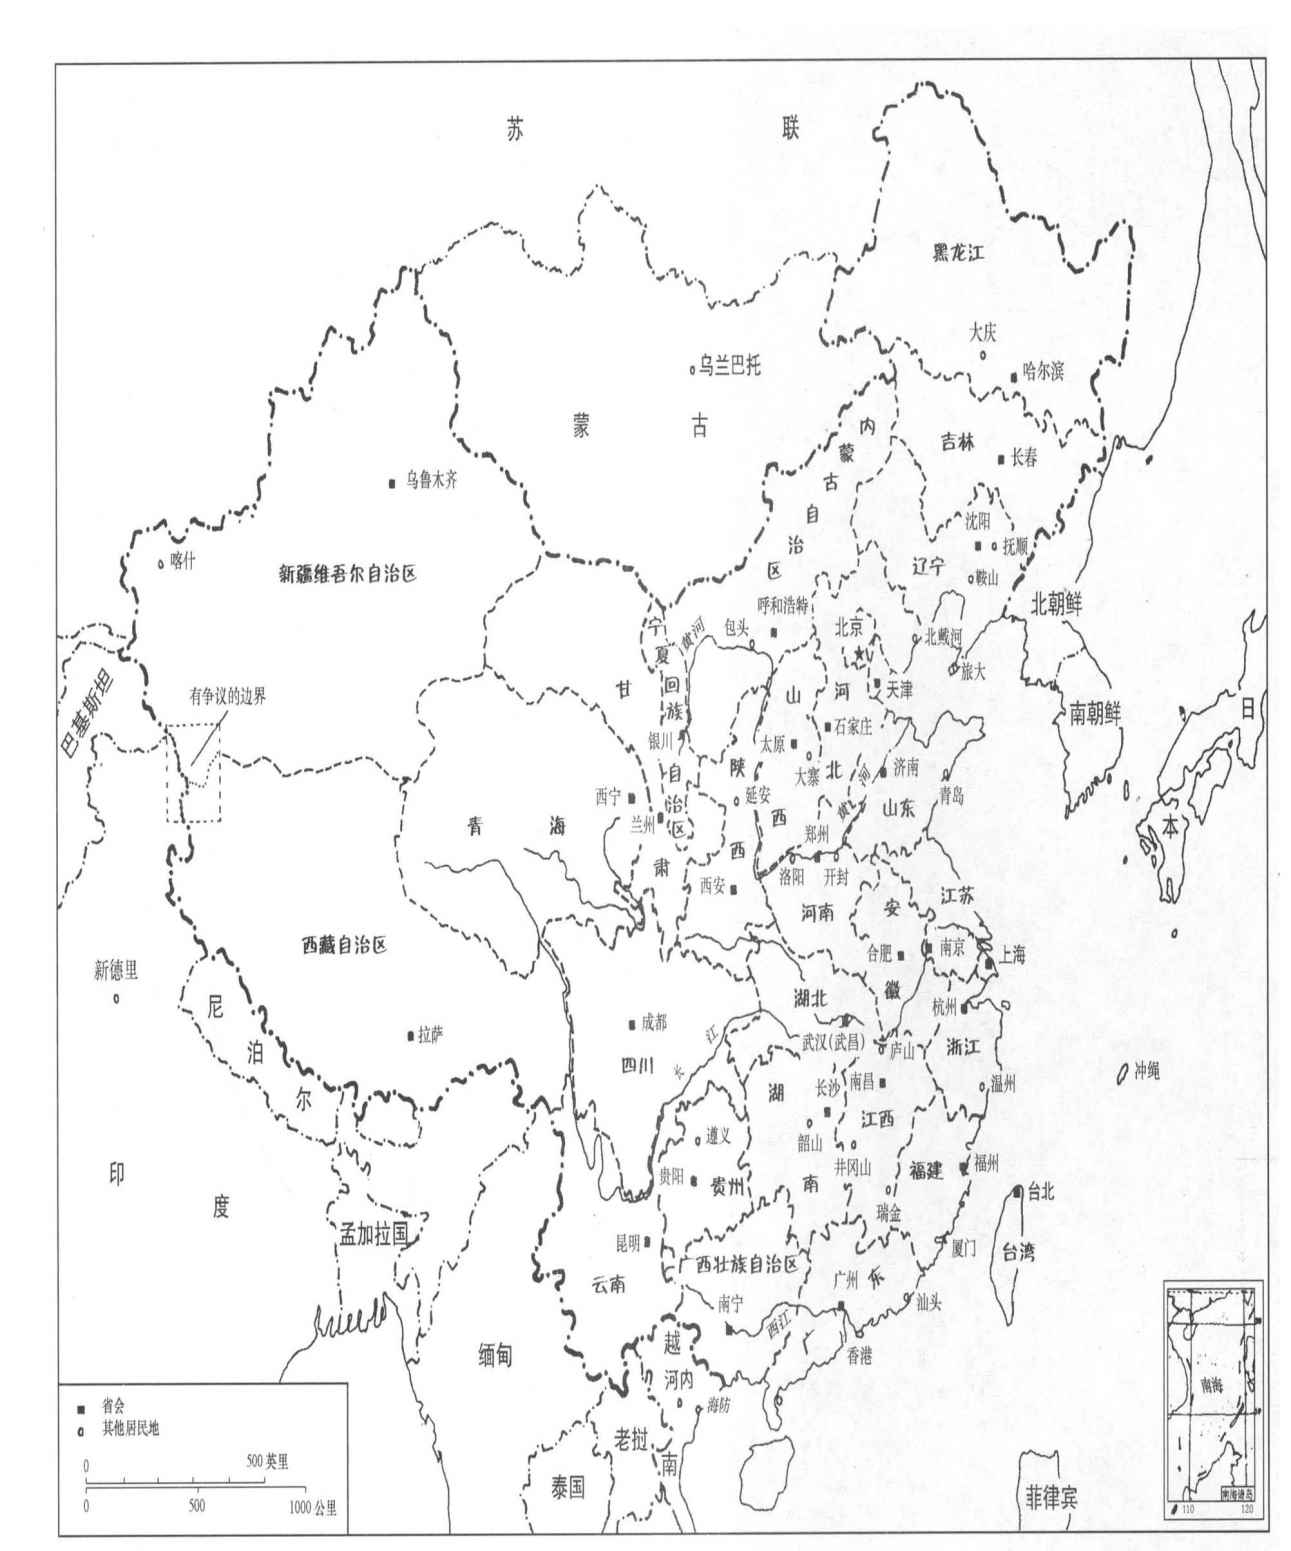 苏 联
黑龙江
大庆
哈尔滨
乌兰巴托
蒙 古
内蒙古自治区
吉林
长春
乌鲁木齐
沈阳
抚顺
喀什
新疆维吾尔自治区
辽宁
鞍山
呼和浩特
北朝鲜
宁夏回族自治区
黄河
包头
北京
北戴河
旅大
巴基斯坦
有争议的边界
甘肃
山西
河北
天津
南朝鲜
日本
银川
太原
石家庄
陕西
大寨
济南
西宁
延安
青岛
兰州
黄河
山东
青海
郑州
洛阳
开封
西安
河南
安徽
江苏
西藏自治区
合肥
南京
上海
新德里
湖北
杭州
尼泊尔
拉萨
成都
长江
武汉(武昌)
庐山
浙江
四川
湖南
长沙
南昌
温州
冲绳
江西
遵义
韶山
井冈山
福建
福州
印度
贵阳
贵州
瑞金
台北
孟加拉国
昆明
广西壮族自治区
厦门
台湾
云南
广州
广东
南宁
汕头
西江
缅甸
越南
香港
河内
海防
南海
老挝
泰国
菲律宾
南海诸岛
110 120
省会
其他居民地
0 500 英里
0 500 1000 公里